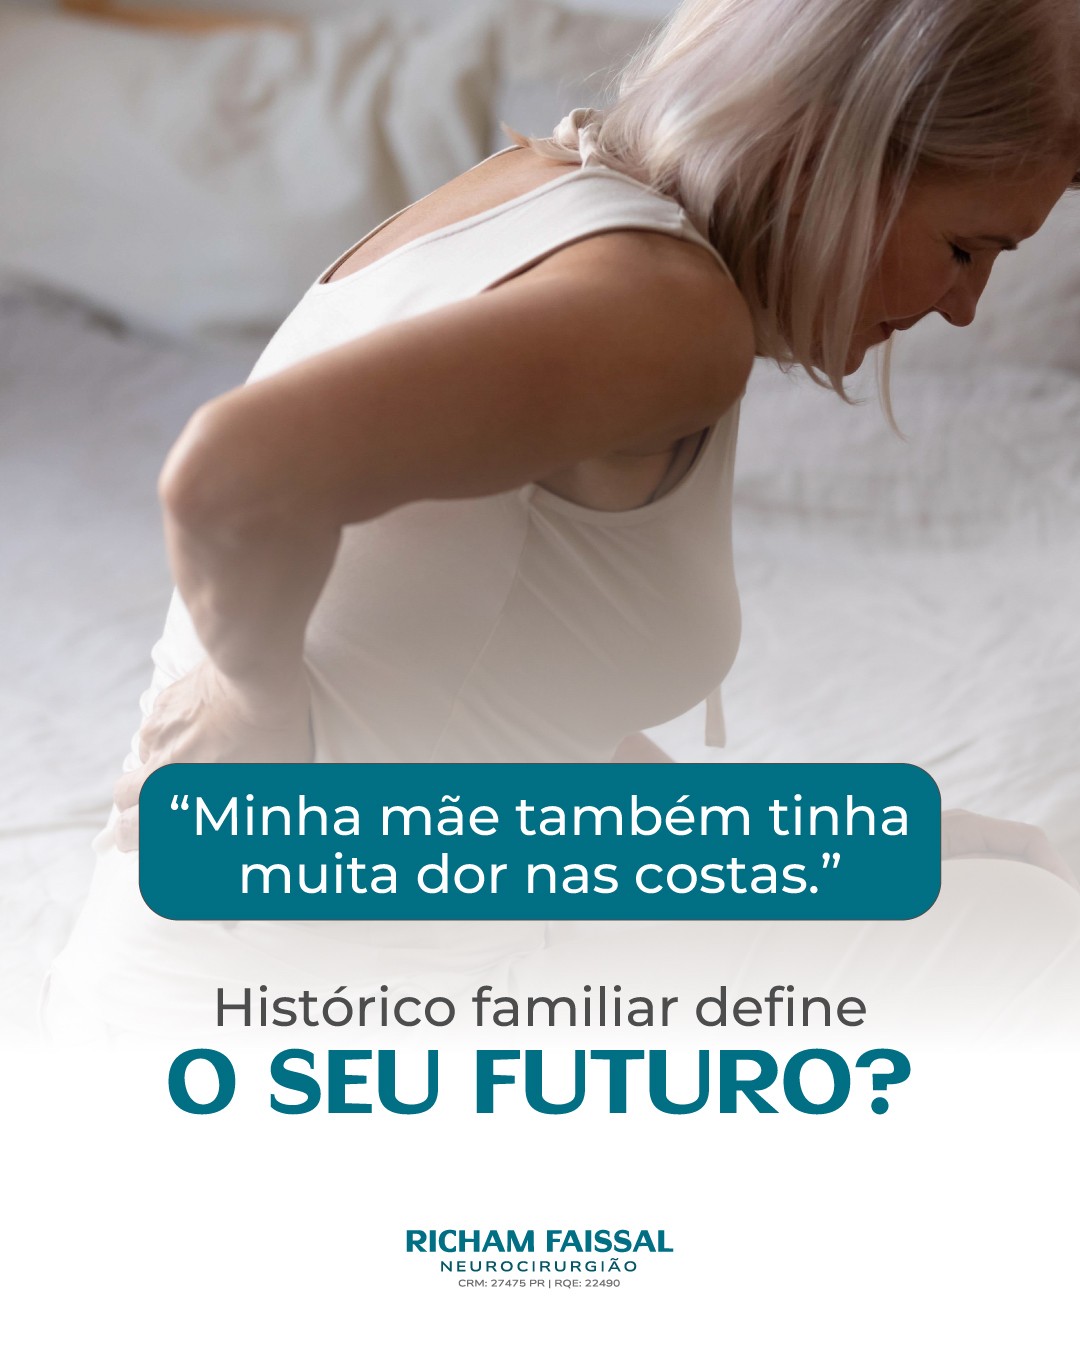 “Minha mãe também tinha
muita dor nas costas.”
Histórico familiar define
O SEU FUTURO?
RICHAM FAISSAL
NEUROCIRURGIÃO
CRM: 27475 PR | RQE: 22490